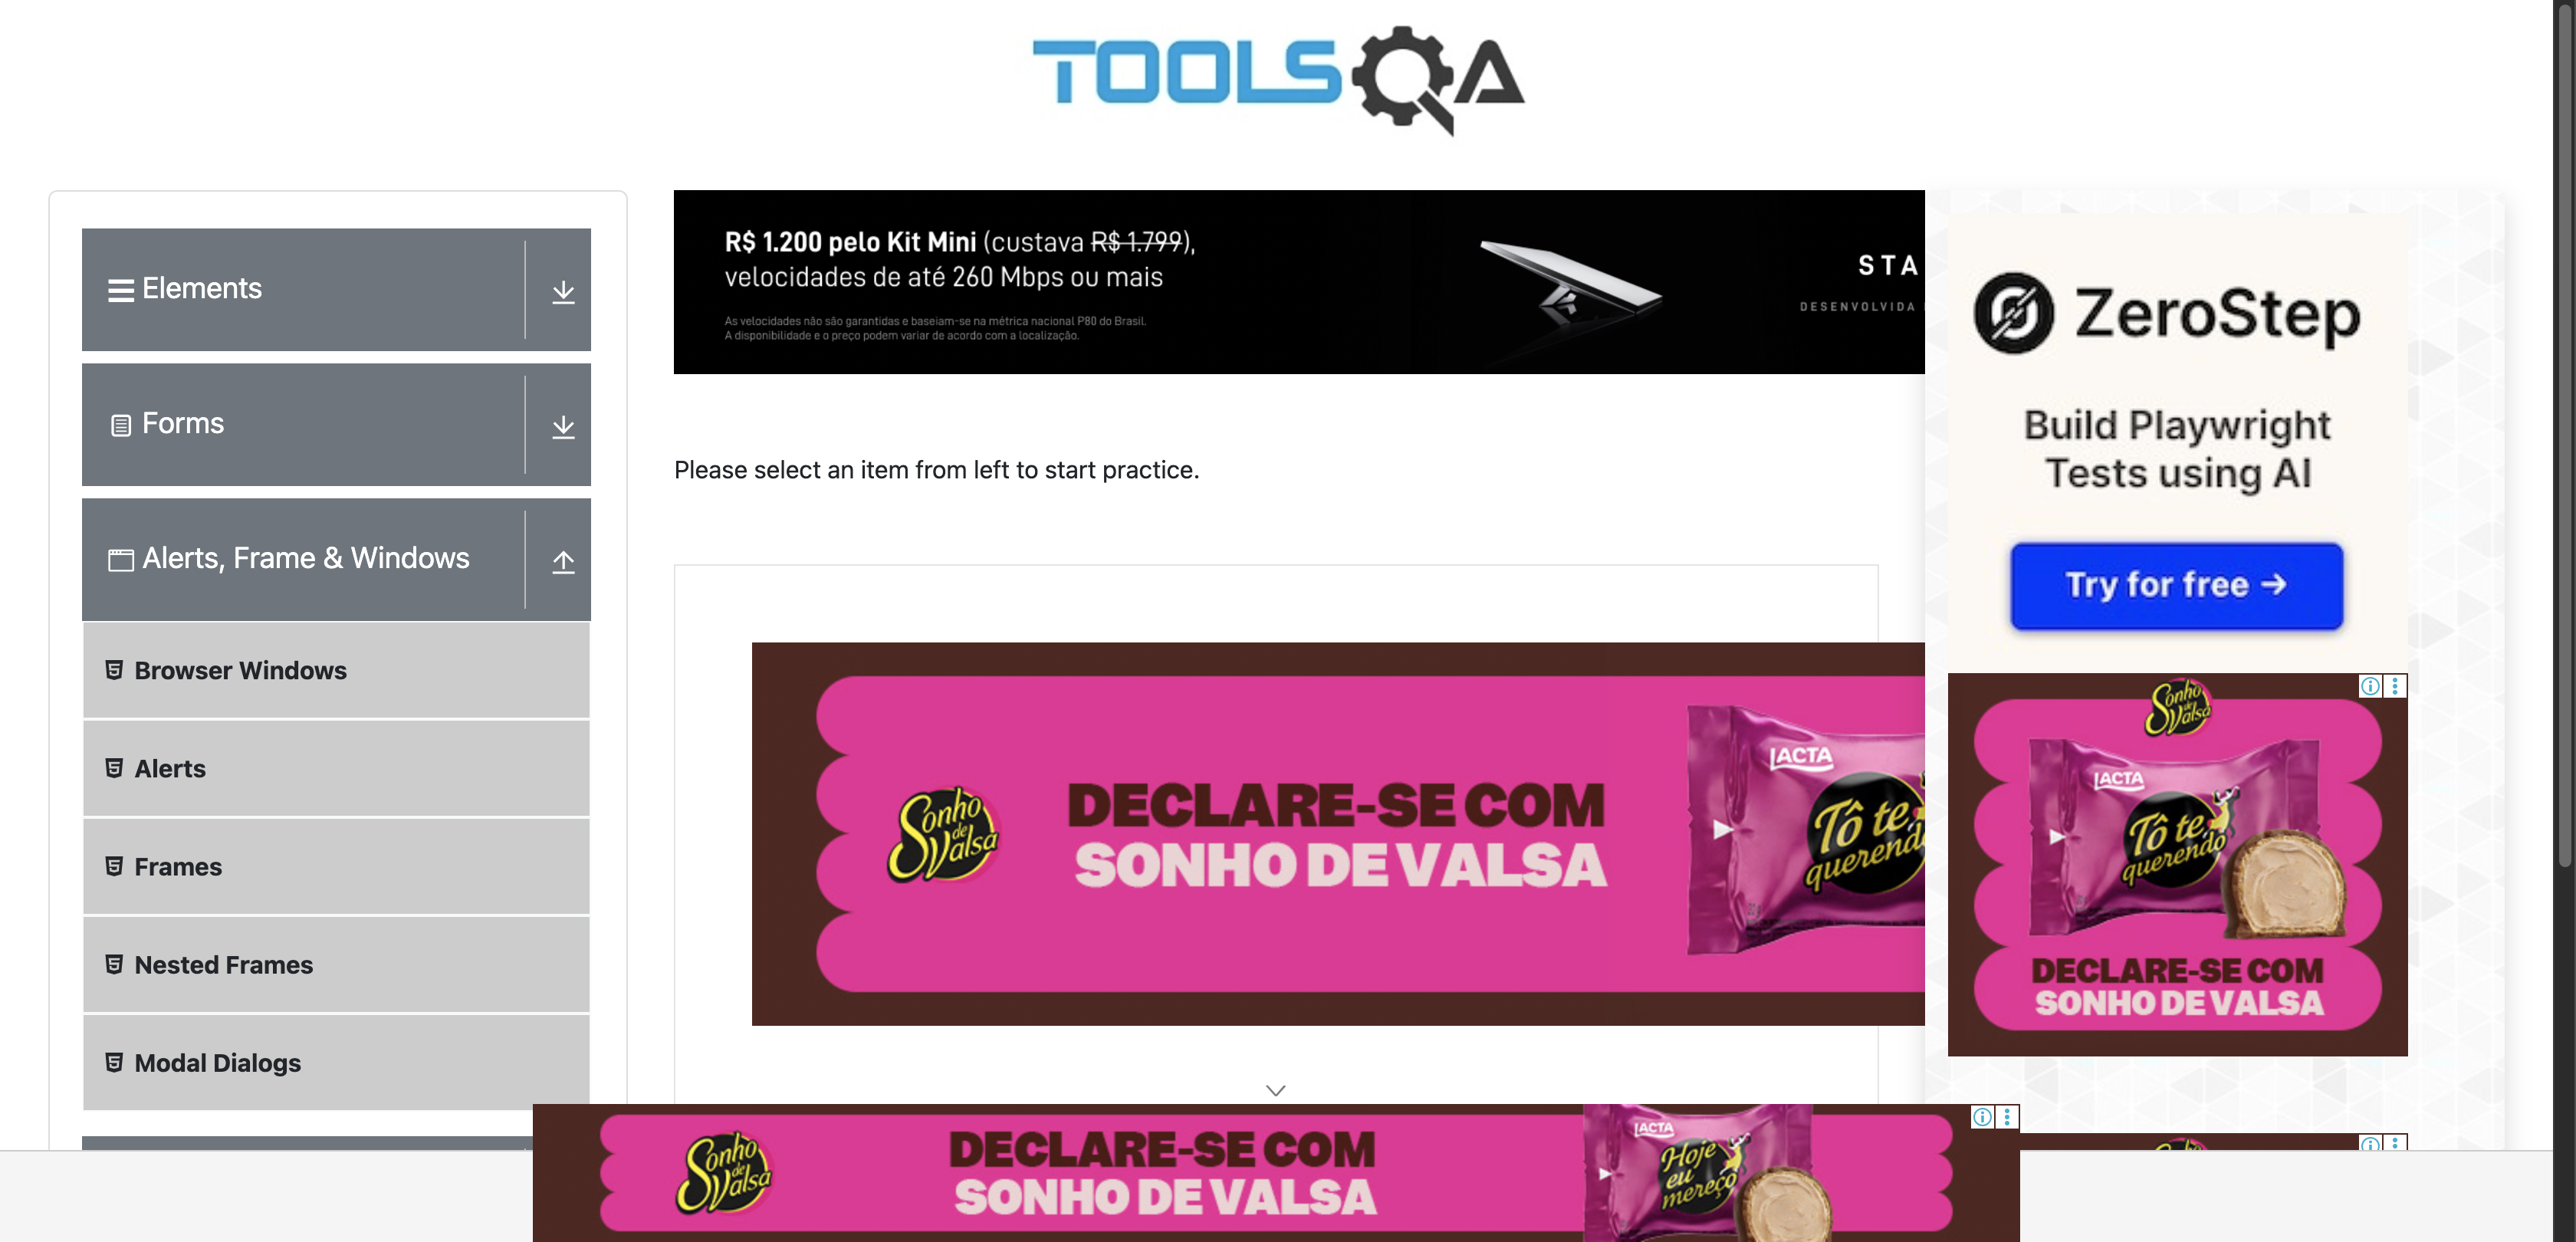 TOOLSQA
Elements
Forms
Alerts, Frame & Windows
Browser Windows
Alerts
Frames
Nested Frames
Modal Dialogs
R$ 1.200 pelo Kit Mini (custava R$ 1.799),
velocidades de até 260 Mbps ou mais
As velocidades não são garantidas e baseiam-se na métrica nacional P80 do Brasil.
A disponibilidade e o preço podem variar de acordo com a localização.
STA
DESENVOLVIDA
Please select an item from left to start practice.
Sonho
de
Valsa
DECLARE-SE COM
SONHO DE VALSA
LACTA
Tô te
querendo
ZeroStep
Build Playwright
Tests using AI
Try for free →
Sonho
de
Valsa
LACTA
Tô te
querendo
DECLARE-SE COM
SONHO DE VALSA
Sonho
de
Valsa
DECLARE-SE COM
SONHO DE VALSA
LACTA
Hoje
eu
mereço